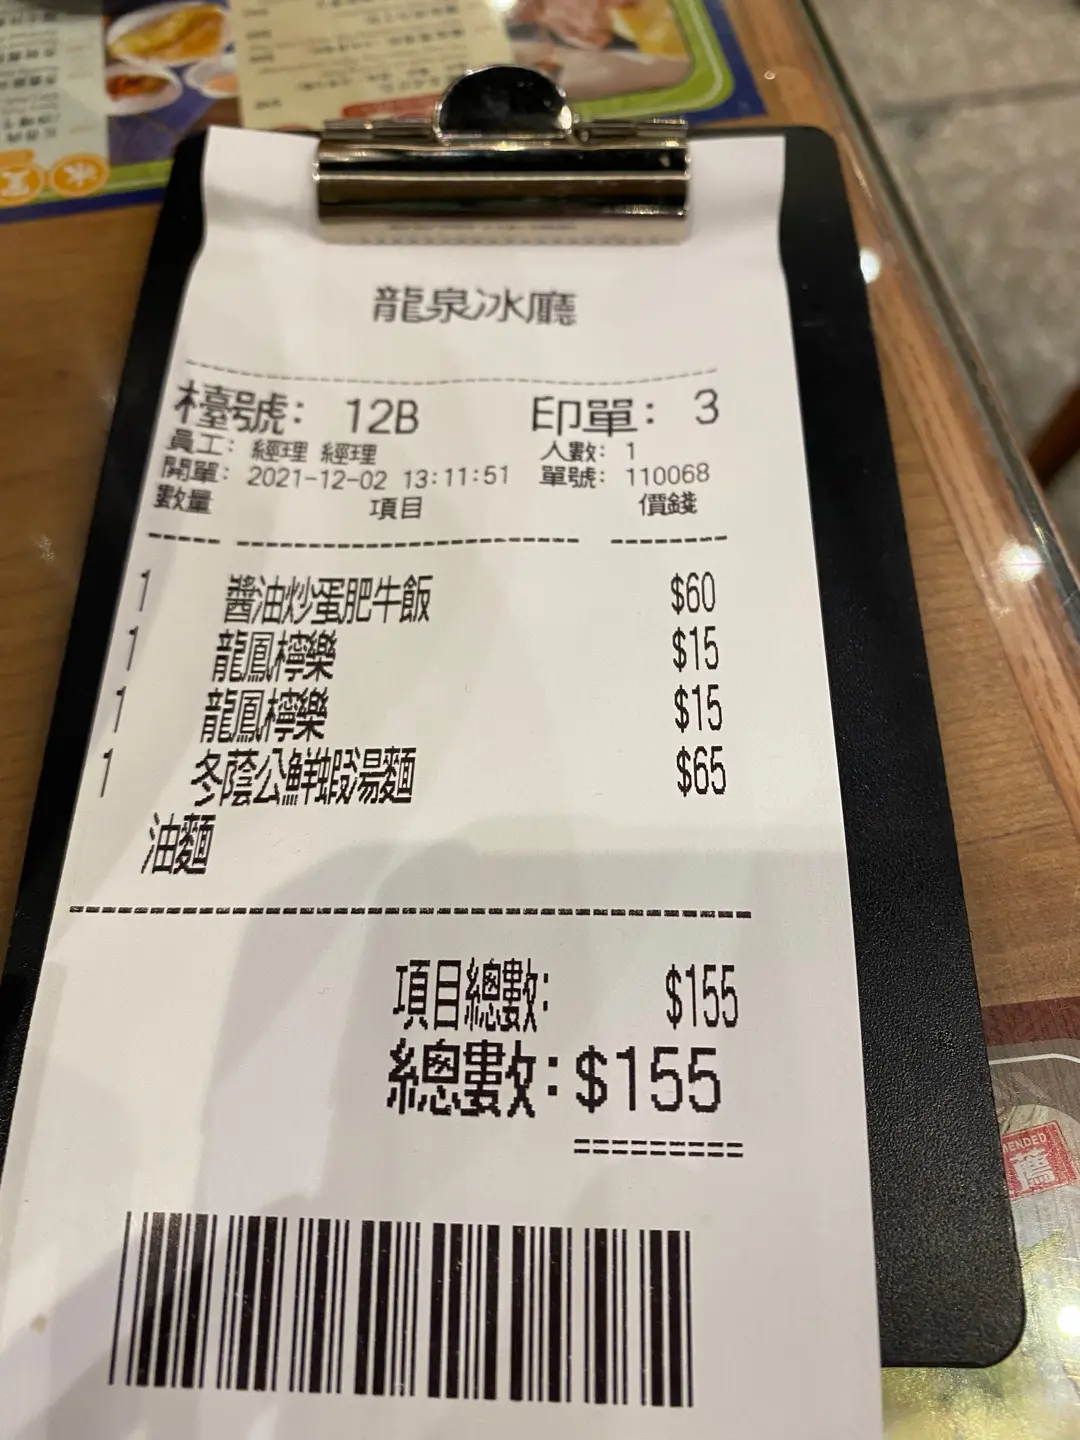 龍泉冰廳
檯號: 12B 印單: 3
員工: 經理 經理 人數: 1
開單: 2021-12-02 13:11:51 單號: 110068
數量 項目 價錢
1 醬油炒蛋肥牛飯 $60
1 龍鳳檸樂 $15
1 龍鳳檸樂 $15
1 冬蔭公鮮蝦湯麵 $65
油麵
項目總數: $155
總數: $155
薦